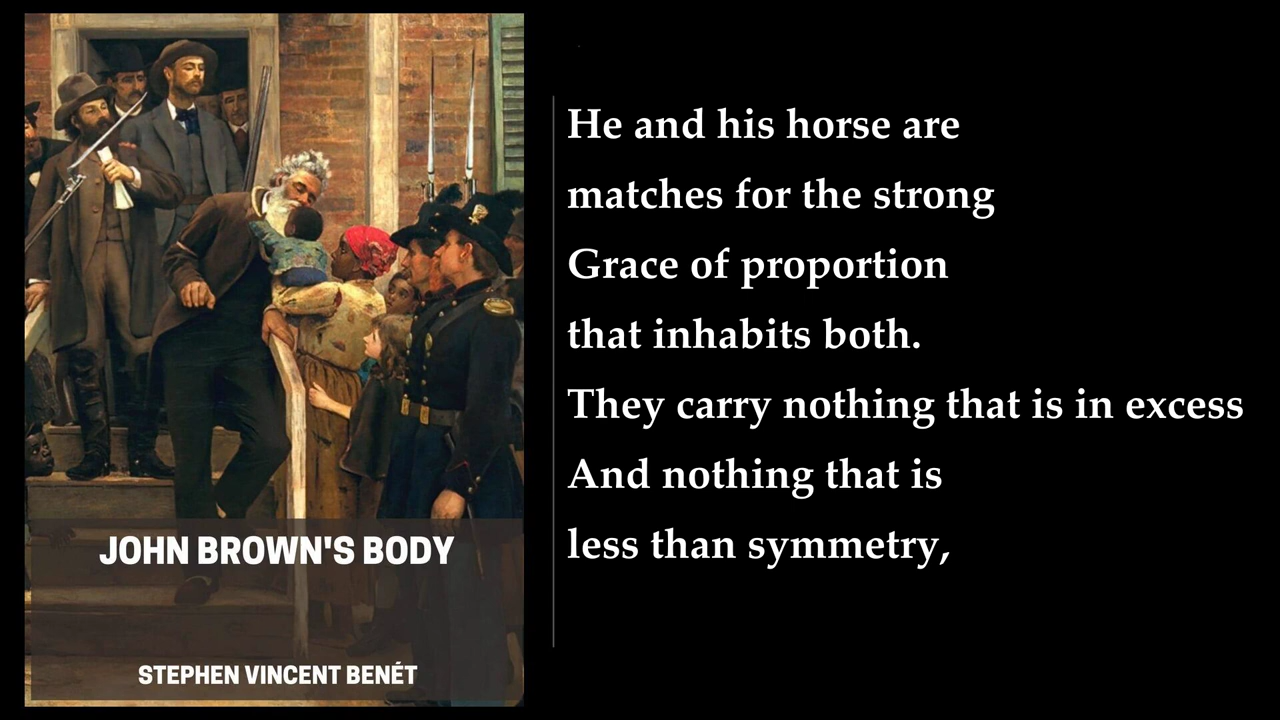 JOHN BROWN'S BODY
STEPHEN VINCENT BENÉT
He and his horse are
matches for the strong
Grace of proportion
that inhabits both.
They carry nothing that is in excess
And nothing that is
less than symmetry,